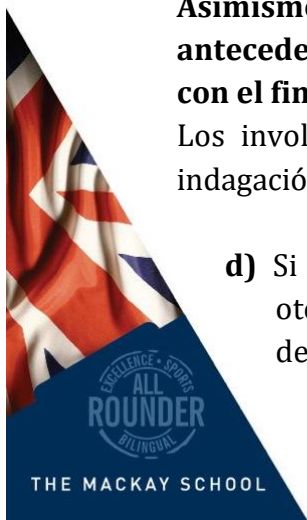 Asimismo
antecede
con el fin
Los invol
indagació
d) Si
oto
de
EXCELLENCE • SPORTS
ALL
ROUNDER
BILINGUAL
THE MACKAY SCHOOL